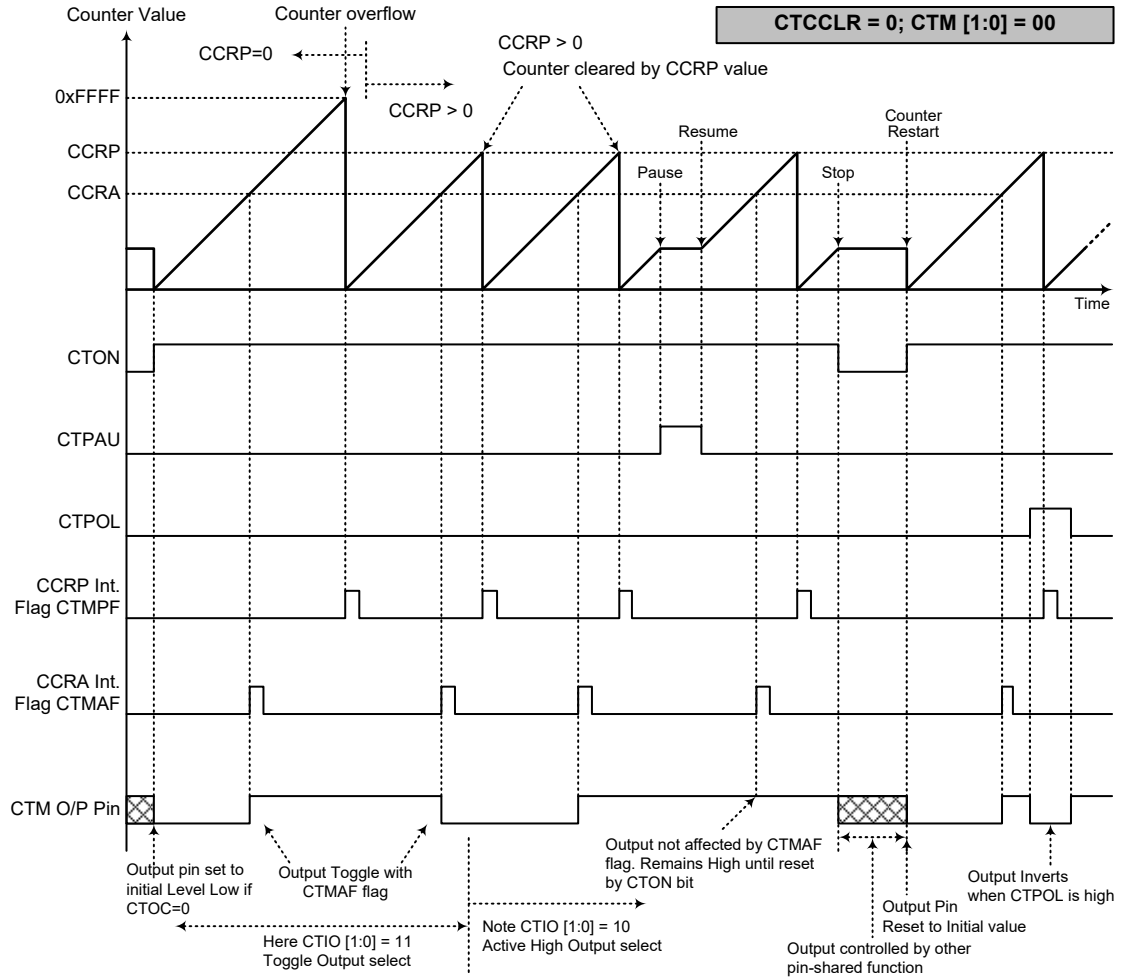 Counter Value
Counter overflow
CTCCLR = 0; CTM [1:0] = 00
CCRP=0
CCRP > 0
CCRP > 0
Counter cleared by CCRP value
0xFFFF
CCRP
CCRA
Pause
Resume
Stop
Counter
Restart
Time
CTON
CTPAU
CTPOL
CCRP Int.
Flag CTMPF
CCRA Int.
Flag CTMAF
CTM O/P Pin
Output pin set to
initial Level Low if
CTOC=0
Output Toggle with
CTMAF flag
Here CTIO [1:0] = 11
Toggle Output select
Note CTIO [1:0] = 10
Active High Output select
Output not affected by CTMAF
flag. Remains High until reset
by CTON bit
Output controlled by other
pin-shared function
Output Pin
Reset to Initial value
Output Inverts
when CTPOL is high